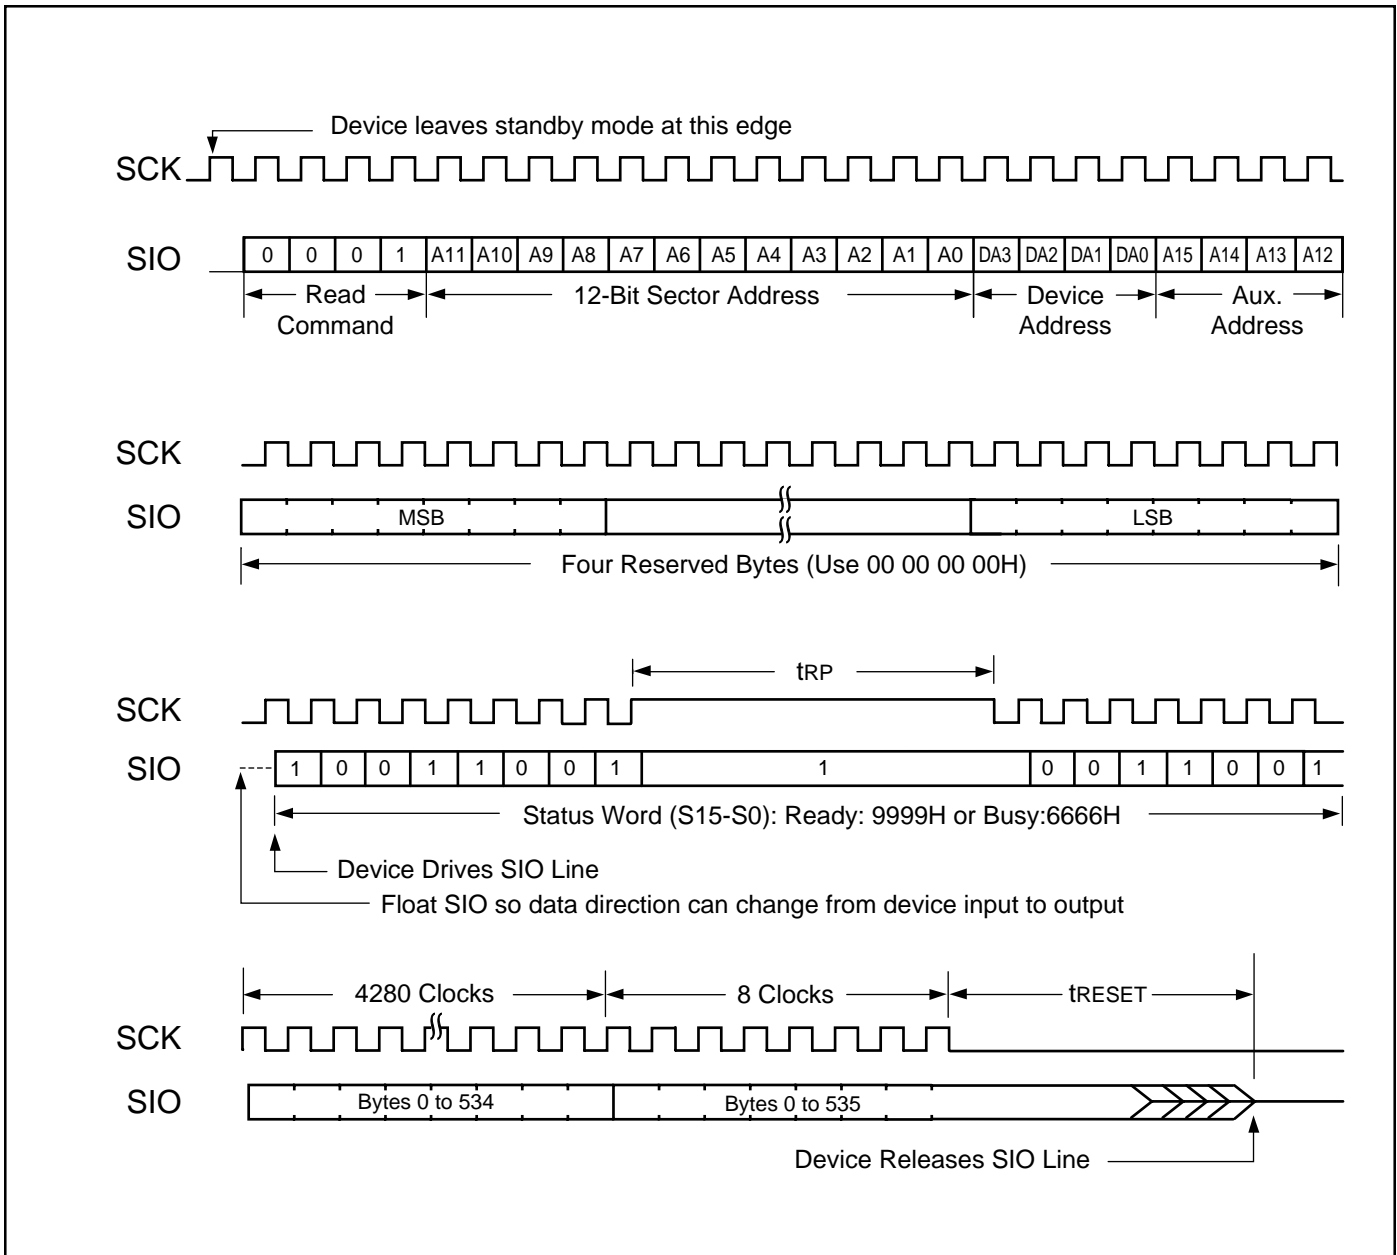 Device leaves standby mode at this edge
SCK
SIO 0 0 0 1 A11 A10 A9 A8 A7 A6 A5 A4 A3 A2 A1 A0 DA3 DA2 DA1 DA0 A15 A14 A13 A12
Read Command 12-Bit Sector Address Device Address Aux. Address
SCK
SIO MSB LSB
Four Reserved Bytes (Use 00 00 00 00H)
tRP
SCK
SIO 1 0 0 1 1 0 0 1 1 0 0 1 1 0 0 1
Status Word (S15-S0): Ready: 9999H or Busy:6666H
Device Drives SIO Line
Float SIO so data direction can change from device input to output
4280 Clocks 8 Clocks tRESET
SCK
SIO Bytes 0 to 534 Bytes 0 to 535
Device Releases SIO Line